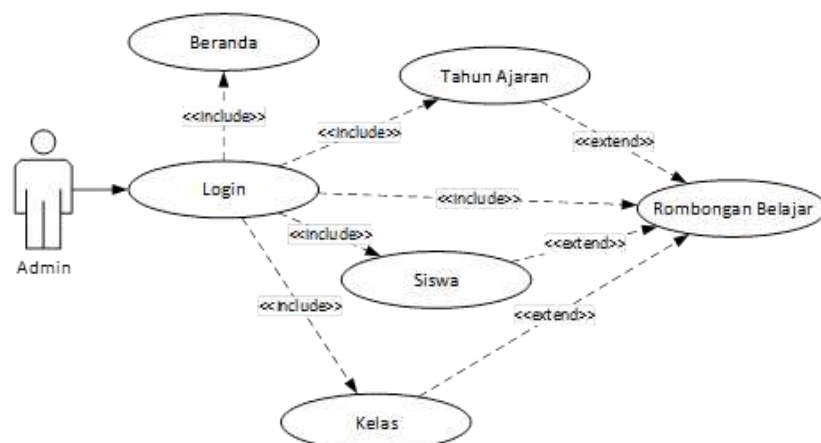 Beranda
Tahun Ajaran
<<include>>
<<include>>
<<extend>>
Login
<<include>>
Rombongan Belajar
<<include>>
<<extend>>
Admin
Siswa
<<include>>
<<extend>>
Kelas